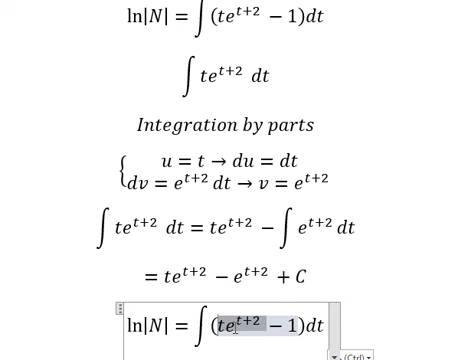 ln|N| = ∫(te^{t+2} − 1)dt
∫te^{t+2} dt
Integration by parts
{u = t → du = dt
dv = e^{t+2} dt → v = e^{t+2}
∫te^{t+2} dt = te^{t+2} − ∫e^{t+2} dt
= te^{t+2} − e^{t+2} + C
ln|N| = ∫(te^{t+2} − 1)dt
(Ctrl)